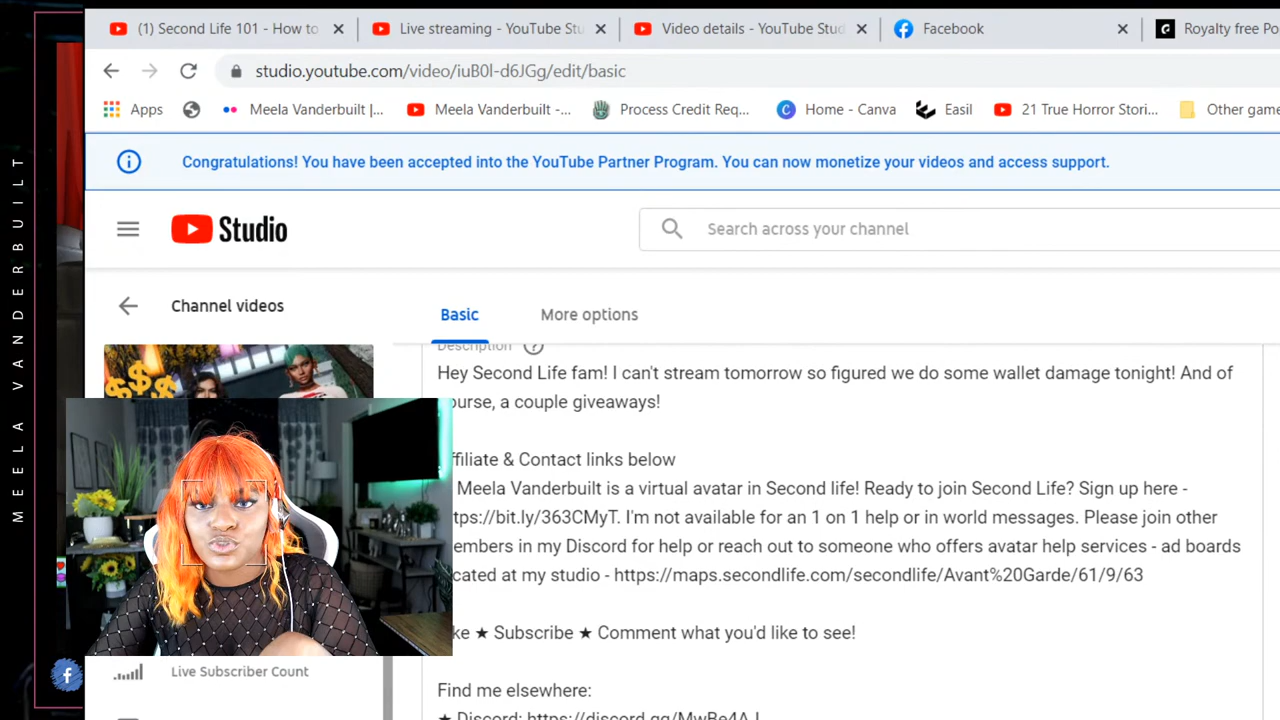 (1) Second Life 101 - How to
Live streaming - YouTube Stu
Video details - YouTube Stud
Facebook
Royalty free Po
studio.youtube.com/video/iuB0l-d6JGg/edit/basic
Apps
Meela Vanderbuilt |...
Meela Vanderbuilt -...
Process Credit Req...
Home - Canva
Easil
21 True Horror Stori...
Other game
Congratulations! You have been accepted into the YouTube Partner Program. You can now monetize your videos and access support.
Studio
Search across your channel
Channel videos
Basic
More options
Description
Hey Second Life fam! I can't stream tomorrow so figured we do some wallet damage tonight! And of
ourse, a couple giveaways!
ffiliate & Contact links below
Meela Vanderbuilt is a virtual avatar in Second life! Ready to join Second Life? Sign up here -
tps://bit.ly/363CMyT. I'm not available for an 1 on 1 help or in world messages. Please join other
embers in my Discord for help or reach out to someone who offers avatar help services - ad boards
cated at my studio - https://maps.secondlife.com/secondlife/Avant%20Garde/61/9/63
ke ★ Subscribe ★ Comment what you'd like to see!
Live Subscriber Count
Find me elsewhere:
★ Discord: https://discord.gg/MwBe4AJ
MEELA VANDERBUILT
$$$